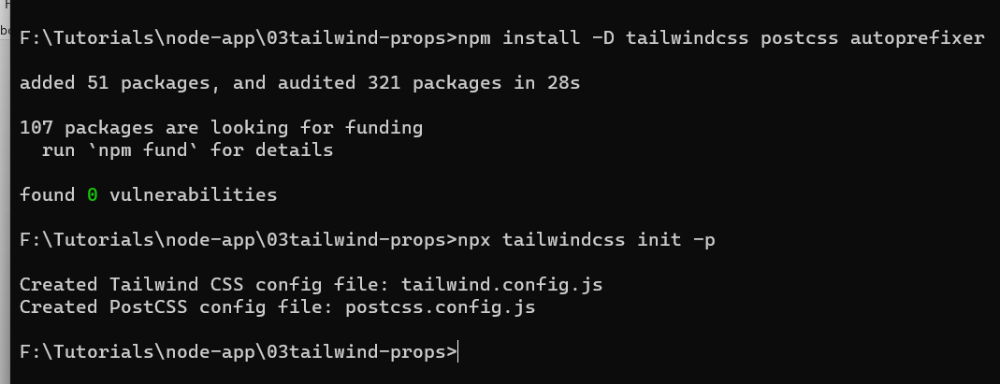 F:\Tutorials\node-app\03tailwind-props>npm install -D tailwindcss postcss autoprefixer
added 51 packages, and audited 321 packages in 28s
107 packages are looking for funding
  run `npm fund` for details
found 0 vulnerabilities
F:\Tutorials\node-app\03tailwind-props>npx tailwindcss init -p
Created Tailwind CSS config file: tailwind.config.js
Created PostCSS config file: postcss.config.js
F:\Tutorials\node-app\03tailwind-props>